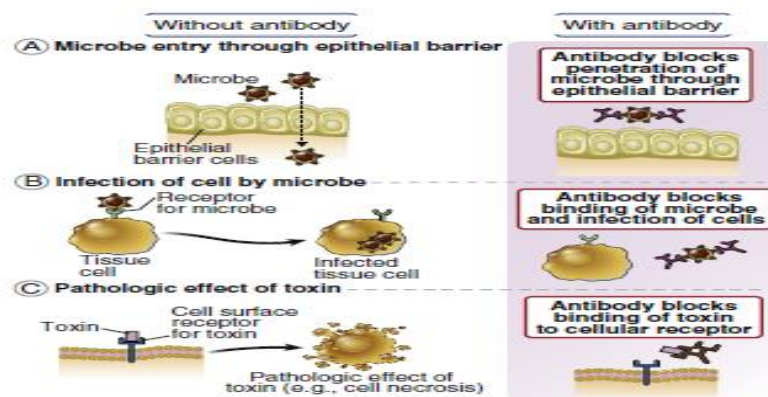 Without antibody
With antibody
A Microbe entry through epithelial barrier
Microbe
Epithelial
barrier cells
Antibody blocks
penetration of
microbe through
epithelial barrier
B Infection of cell by microbe
Receptor
for microbe
Tissue
cell
Infected
tissue cell
Antibody blocks
binding of microbe
and infection of cells
C Pathologic effect of toxin
Toxin
Cell surface
receptor
for toxin
Pathologic effect of
toxin (e.g., cell necrosis)
Antibody blocks
binding of toxin
to cellular receptor